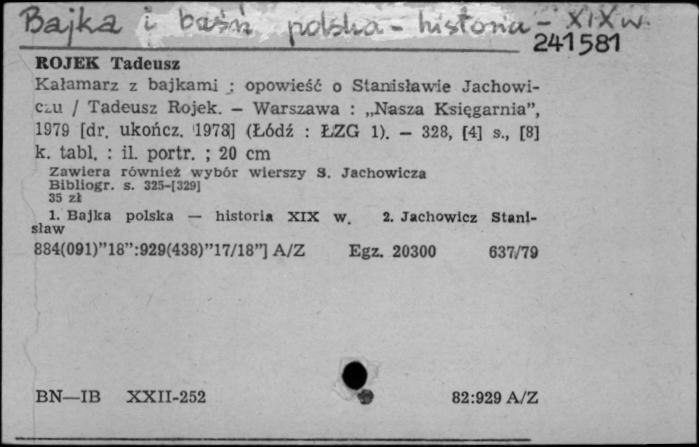 Bajka i baśń polska - historia - XIX w.
241581
ROJEK Tadeusz
Kałamarz z bajkami : opowieść o Stanisławie Jachowi-
czu / Tadeusz Rojek. — Warszawa : „Nasza Księgarnia”,
1979 [dr. ukończ. 1978] (Łódź : ŁZG 1). — 328, [4] s., [8]
k. tabl. : il. portr. ; 20 cm
Zawiera również wybór wierszy S. Jachowicza
Bibliogr. s. 325-[329]
35 zł
1. Bajka polska — historia XIX w. 2. Jachowicz Stani-
sław
884(091)”18”:929(438)”17/18”] A/Z Egz. 20300 637/79
BN—IB XXII-252 82:929 A/Z